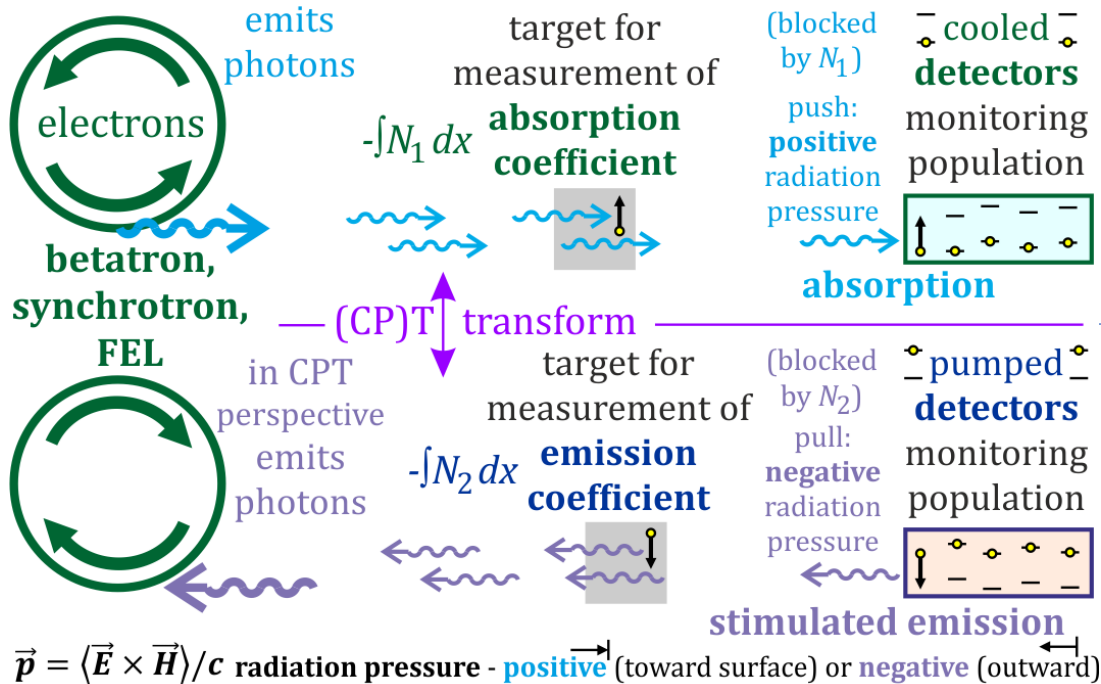 emits
photons
electrons
betatron,
synchrotron,
FEL
target for
measurement of
absorption
coefficient
-∫N₁ dx
(blocked
by N₁)
push:
positive
radiation
pressure
cooled
detectors
monitoring
population
absorption
(CP)T transform
in CPT
perspective
emits
photons
target for
measurement of
emission
coefficient
-∫N₂ dx
(blocked
by N₂)
pull:
negative
radiation
pressure
pumped
detectors
monitoring
population
stimulated emission
p⃗ = ⟨E⃗ × H⃗⟩/c radiation pressure - positive (toward surface) or negative (outward)